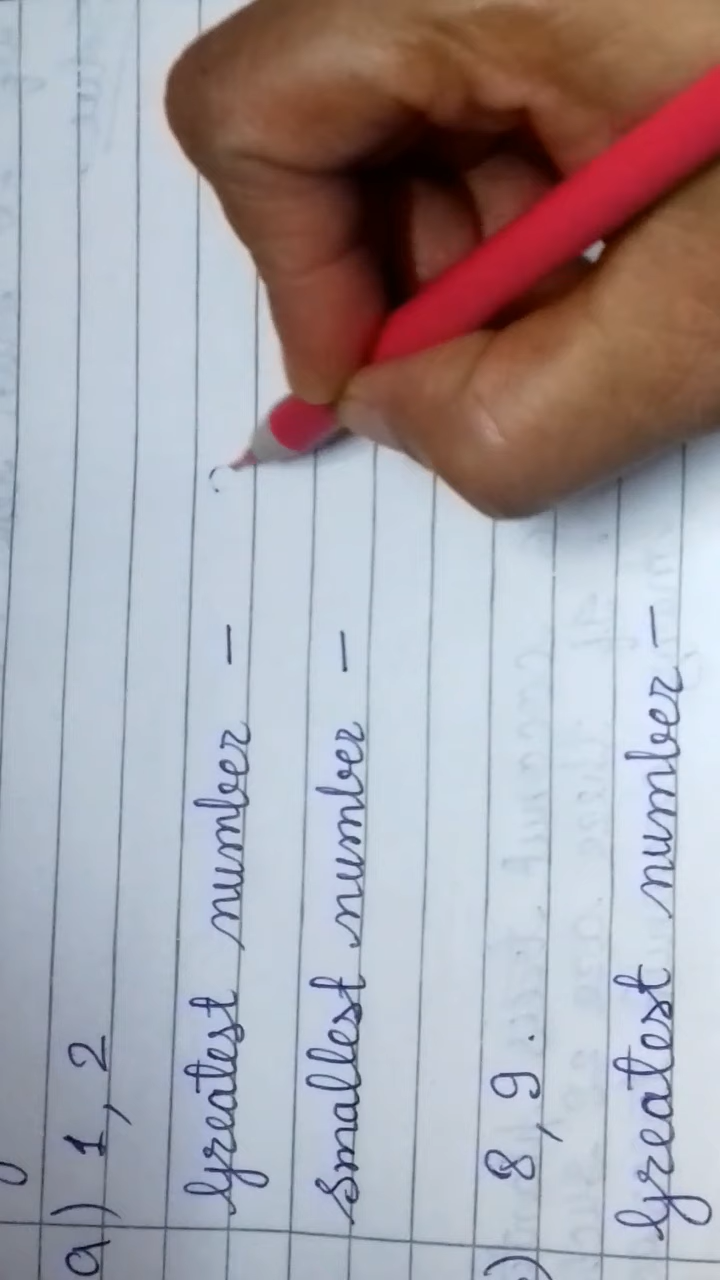 a) 1, 2
Greatest number -
Smallest number -
) 8, 9.
Greatest number -